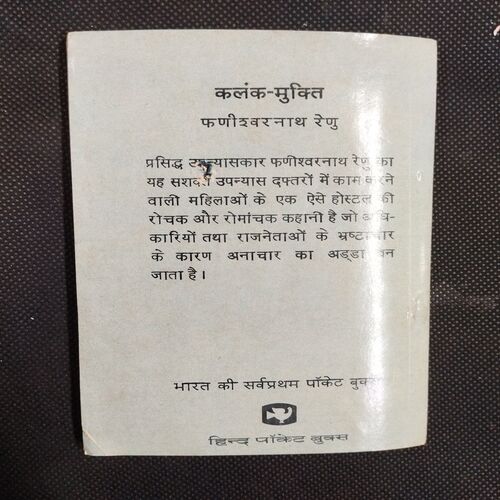 कलंक-मुक्ति
फणीश्वरनाथ रेणु
प्रसिद्ध उपन्यासकार फणीश्वरनाथ रेणु का
यह सशक्त उपन्यास दफ्तरों में काम करने
वाली महिलाओं के एक ऐसे होस्टल की
रोचक और रोमांचक कहानी है जो अधि-
कारियों तथा राजनेताओं के भ्रष्टाचार
के कारण अनाचार का अड्डा बन
जाता है।
भारत की सर्वप्रथम पॉकेट बुक्स
हिन्द पॉकेट बुक्स